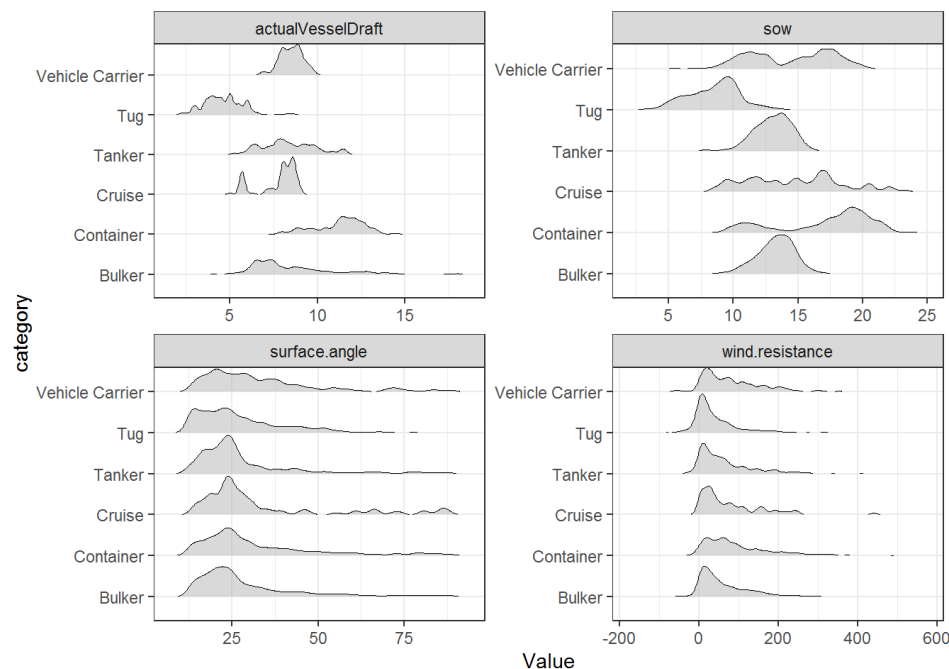 actualVesselDraft
Vehicle Carrier
Tug
Tanker
Cruise
Container
Bulker
5 10 15
sow
Vehicle Carrier
Tug
Tanker
Cruise
Container
Bulker
5 10 15 20 25
surface.angle
Vehicle Carrier
Tug
Tanker
Cruise
Container
Bulker
25 50 75
wind.resistance
Vehicle Carrier
Tug
Tanker
Cruise
Container
Bulker
-200 0 200 400 600
category
Value